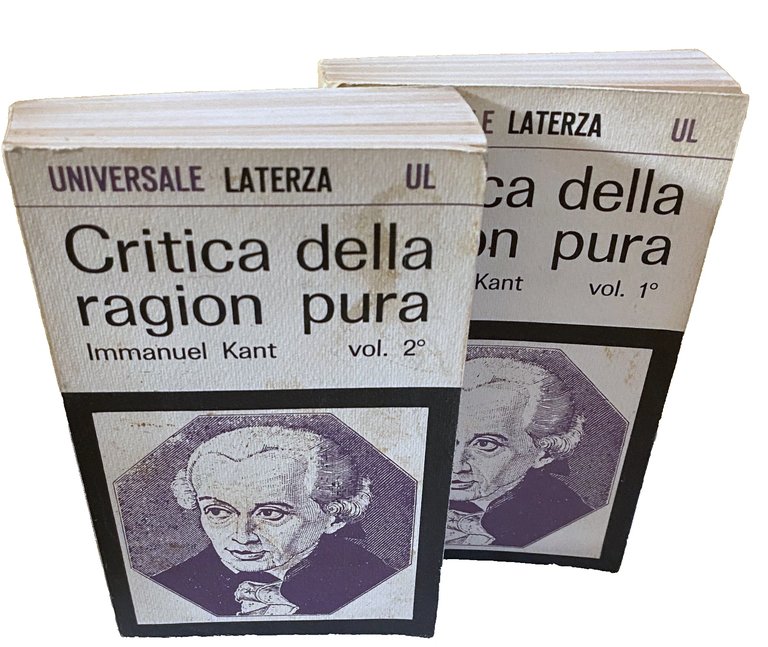 UNIVERSALE LATERZA UL
Critica della
ragion pura
Immanuel Kant vol. 2°
E LATERZA UL
ca della
on pura
Kant vol. 1°